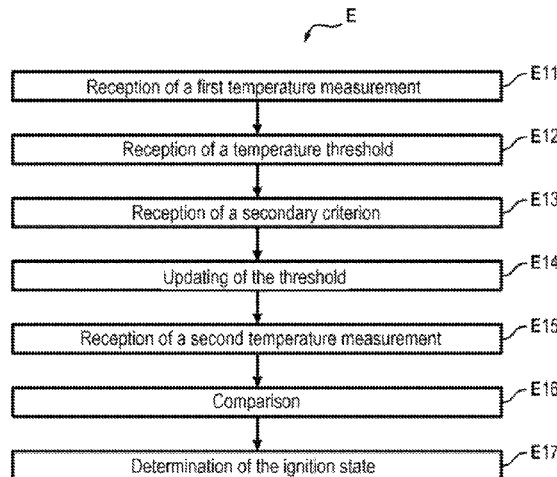 E
Reception of a first temperature measurement E11
Reception of a temperature threshold E12
Reception of a secondary criterion E13
Updating of the threshold E14
Reception of a second temperature measurement E15
Comparison E16
Determination of the ignition state E17